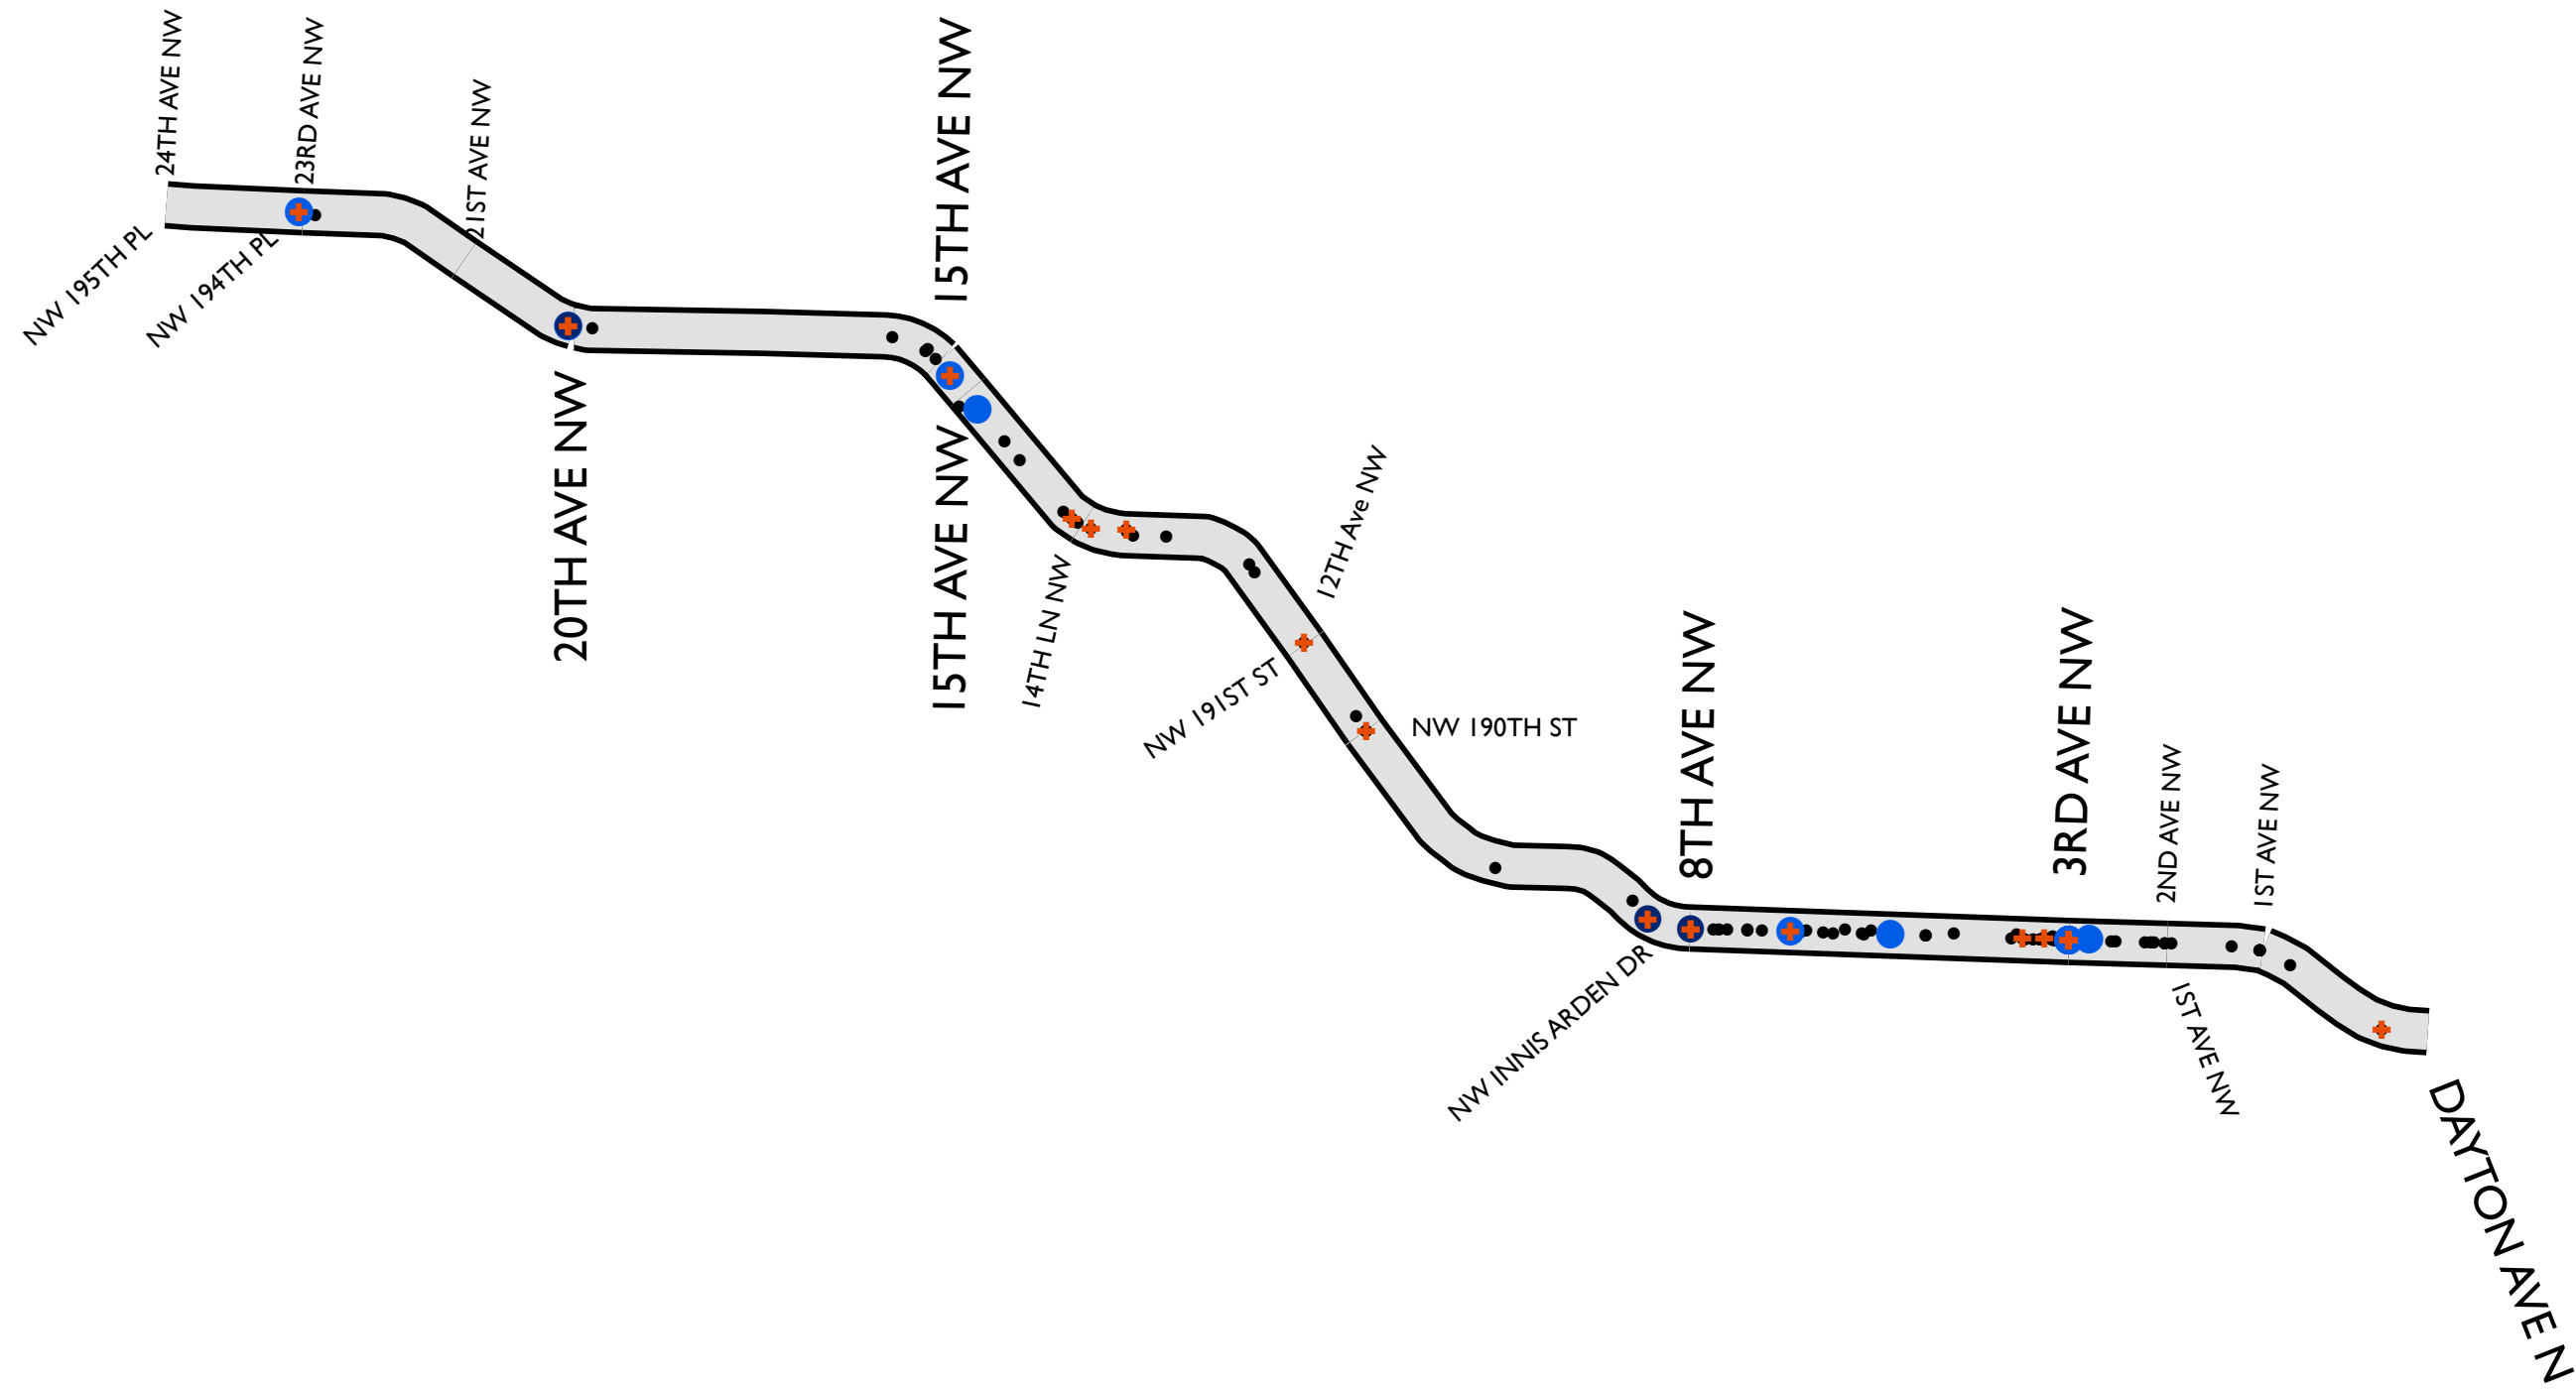 24TH AVE NW
23RD AVE NW
21ST AVE NW
15TH AVE NW
NW 195TH PL
NW 194TH PL
20TH AVE NW
15TH AVE NW
14TH LN NW
12TH Ave NW
NW 191ST ST
NW 190TH ST
8TH AVE NW
3RD AVE NW
2ND AVE NW
1ST AVE NW
NW INNIS ARDEN DR
1ST AVE NW
DAYTON AVE N